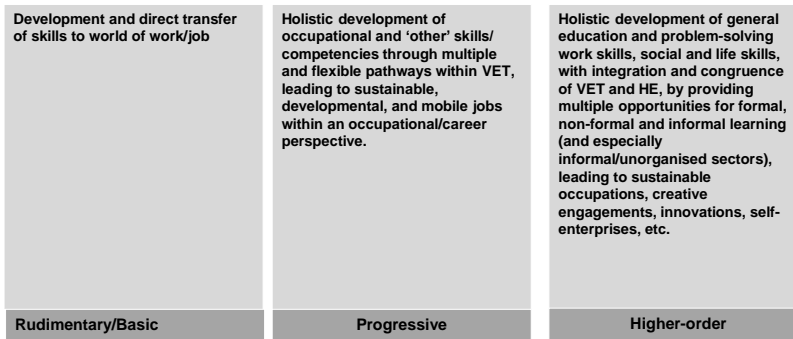 Development and direct transfer
of skills to world of work/job
Holistic development of
occupational and ‘other’ skills/
competencies through multiple
and flexible pathways within VET,
leading to sustainable,
developmental, and mobile jobs
within an occupational/career
perspective.
Holistic development of general
education and problem-solving
work skills, social and life skills,
with integration and congruence
of VET and HE, by providing
multiple opportunities for formal,
non-formal and informal learning
(and especially
informal/unorganised sectors),
leading to sustainable
occupations, creative
engagements, innovations, self-
enterprises, etc.
Rudimentary/Basic
Progressive
Higher-order